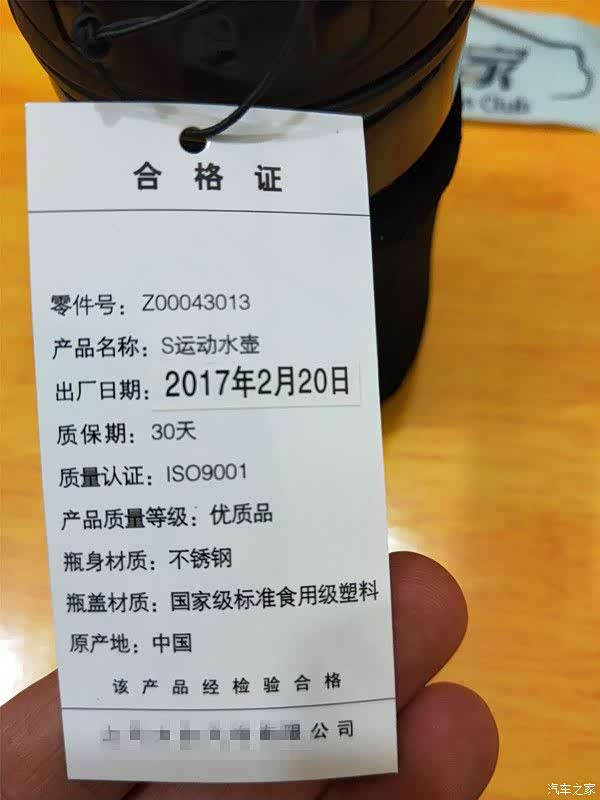 家
Club
合格证
零件号：Z00043013
产品名称：S运动水壶
出厂日期：2017年2月20日
质保期：30天
质量认证：ISO9001
产品质量等级：优质品
瓶身材质：不锈钢
瓶盖材质：国家级标准食用级塑料
原产地：中国
该产品经检验合格
有限公司
汽车之家